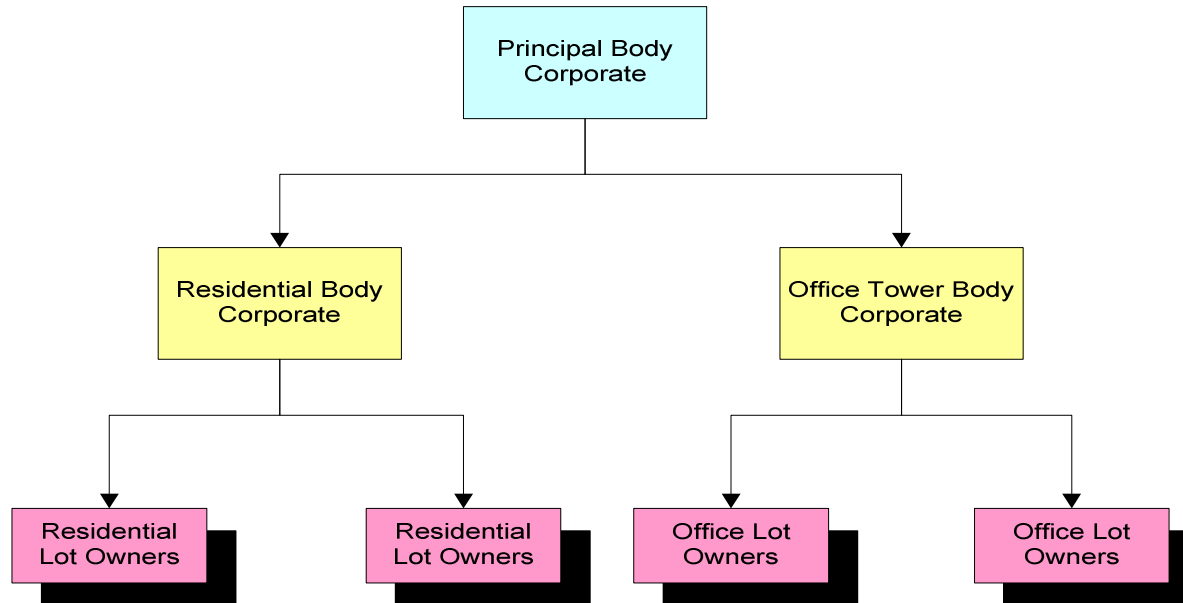 Principal Body
Corporate
Residential Body
Corporate
Office Tower Body
Corporate
Residential
Lot Owners
Residential
Lot Owners
Office Lot
Owners
Office Lot
Owners